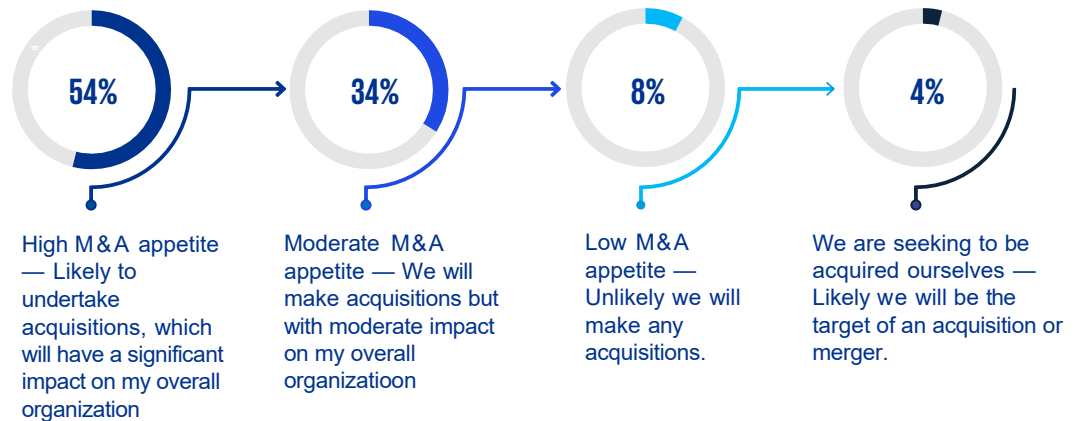 54%
34%
8%
4%
High M&A appetite
— Likely to
undertake
acquisitions, which
will have a significant
impact on my overall
organization
Moderate M&A
appetite — We will
make acquisitions but
with moderate impact
on my overall
organizatioon
Low M&A
appetite —
Unlikely we will
make any
acquisitions.
We are seeking to be
acquired ourselves —
Likely we will be the
target of an acquisition or
merger.